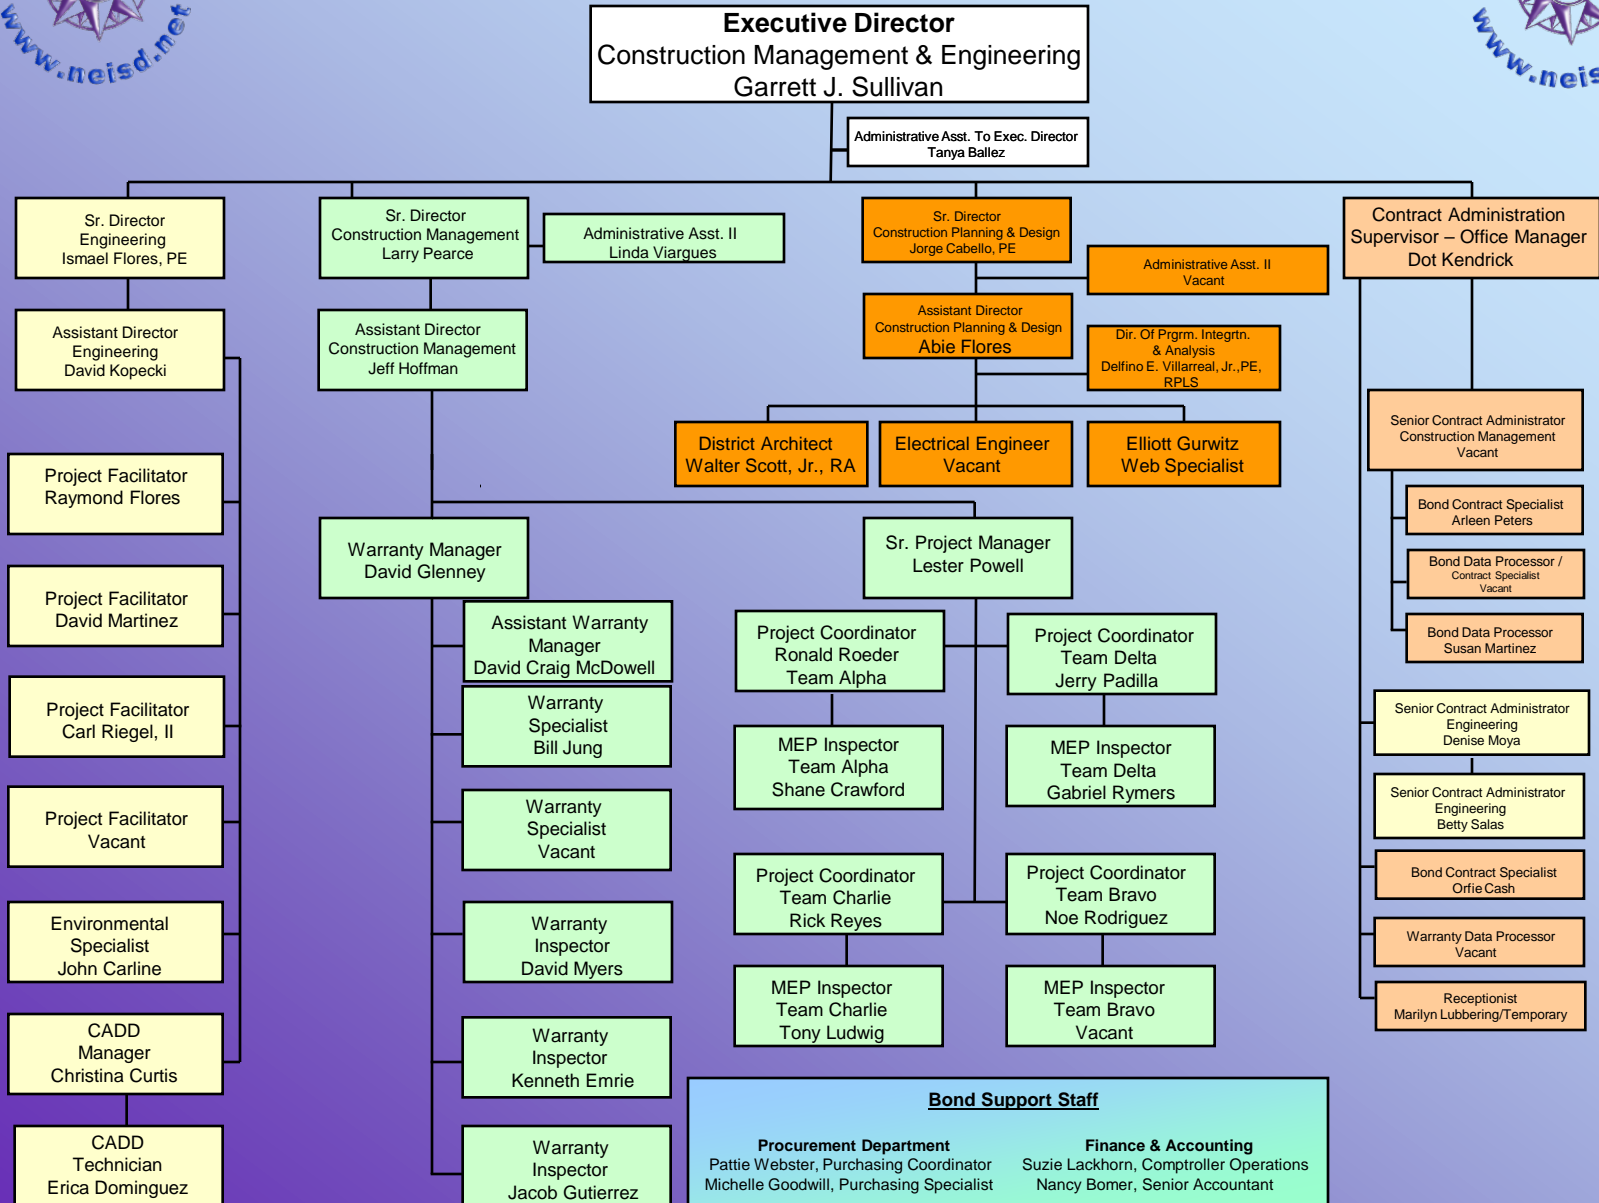 www.neisd.net
www.neis
Executive Director
Construction Management & Engineering
Garrett J. Sullivan
Administrative Asst. To Exec. Director
Tanya Ballez
Sr. Director
Engineering
Ismael Flores, PE
Sr. Director
Construction Management
Larry Pearce
Administrative Asst. II
Linda Viargues
Sr. Director
Construction Planning & Design
Jorge Cabello, PE
Administrative Asst. II
Vacant
Contract Administration
Supervisor – Office Manager
Dot Kendrick
Assistant Director
Engineering
David Kopecki
Assistant Director
Construction Management
Jeff Hoffman
Assistant Director
Construction Planning & Design
Abie Flores
Dir. Of Prgrm. Integrtn.
& Analysis
Delfino E. Villarreal, Jr.,PE,
RPLS
District Architect
Walter Scott, Jr., RA
Electrical Engineer
Vacant
Elliott Gurwitz
Web Specialist
Senior Contract Administrator
Construction Management
Vacant
Bond Contract Specialist
Arleen Peters
Bond Data Processor /
Contract Specialist
Vacant
Bond Data Processor
Susan Martinez
Project Facilitator
Raymond Flores
Project Facilitator
David Martinez
Project Facilitator
Carl Riegel, II
Project Facilitator
Vacant
Environmental
Specialist
John Carline
CADD
Manager
Christina Curtis
CADD
Technician
Erica Dominguez
Warranty Manager
David Glenney
Assistant Warranty
Manager
David Craig McDowell
Warranty
Specialist
Bill Jung
Warranty
Specialist
Vacant
Warranty
Inspector
David Myers
Warranty
Inspector
Kenneth Emrie
Warranty
Inspector
Jacob Gutierrez
Sr. Project Manager
Lester Powell
Project Coordinator
Ronald Roeder
Team Alpha
Project Coordinator
Team Delta
Jerry Padilla
MEP Inspector
Team Alpha
Shane Crawford
MEP Inspector
Team Delta
Gabriel Rymers
Project Coordinator
Team Charlie
Rick Reyes
Project Coordinator
Team Bravo
Noe Rodriguez
MEP Inspector
Team Charlie
Tony Ludwig
MEP Inspector
Team Bravo
Vacant
Senior Contract Administrator
Engineering
Denise Moya
Senior Contract Administrator
Engineering
Betty Salas
Bond Contract Specialist
Orfie Cash
Warranty Data Processor
Vacant
Receptionist
Marilyn Lubbering/Temporary
Bond Support Staff
Procurement Department
Pattie Webster, Purchasing Coordinator
Michelle Goodwill, Purchasing Specialist
Finance & Accounting
Suzie Lackhorn, Comptroller Operations
Nancy Bomer, Senior Accountant